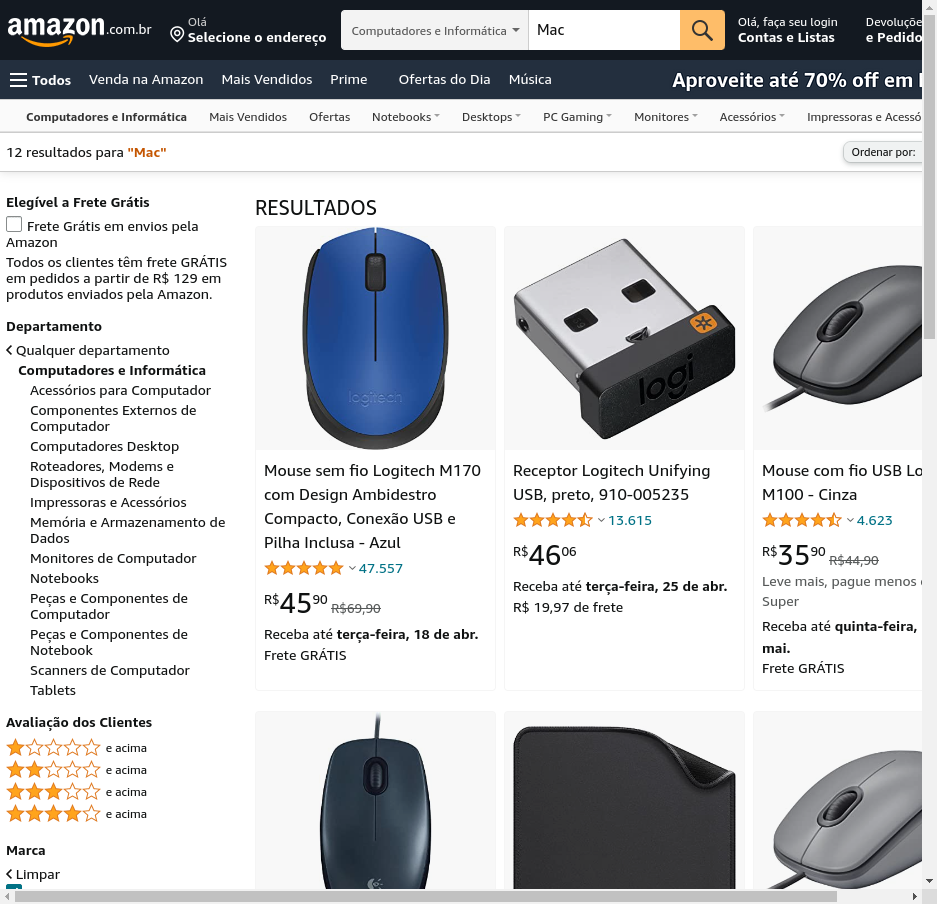 amazon.com.br
Olá
Selecione o endereço
Computadores e Informática
Mac
Olá, faça seu login
Contas e Listas
Devoluçõe
e Pedido
Todos
Venda na Amazon
Mais Vendidos
Prime
Ofertas do Dia
Música
Aproveite até 70% off em
Computadores e Informática
Mais Vendidos
Ofertas
Notebooks
Desktops
PC Gaming
Monitores
Acessórios
Impressoras e Acessó
12 resultados para "Mac"
Ordenar por:
Elegível a Frete Grátis
Frete Grátis em envios pela
Amazon
Todos os clientes têm frete GRÁTIS
em pedidos a partir de R$ 129 em
produtos enviados pela Amazon.
Departamento
Qualquer departamento
Computadores e Informática
Acessórios para Computador
Componentes Externos de
Computador
Computadores Desktop
Roteadores, Modems e
Dispositivos de Rede
Impressoras e Acessórios
Memória e Armazenamento de
Dados
Monitores de Computador
Notebooks
Peças e Componentes de
Computador
Peças e Componentes de
Notebook
Scanners de Computador
Tablets
Avaliação dos Clientes
e acima
e acima
e acima
e acima
Marca
Limpar
RESULTADOS
logitech
Mouse sem fio Logitech M170
com Design Ambidestro
Compacto, Conexão USB e
Pilha Inclusa - Azul
47.557
R$4590 R$69,90
Receba até terça-feira, 18 de abr.
Frete GRÁTIS
logi
Receptor Logitech Unifying
USB, preto, 910-005235
13.615
R$4606
Receba até terça-feira, 25 de abr.
R$ 19,97 de frete
Mouse com fio USB Lo
M100 - Cinza
4.623
R$3590 R$44,90
Leve mais, pague menos
Super
Receba até quinta-feira,
mai.
Frete GRÁTIS